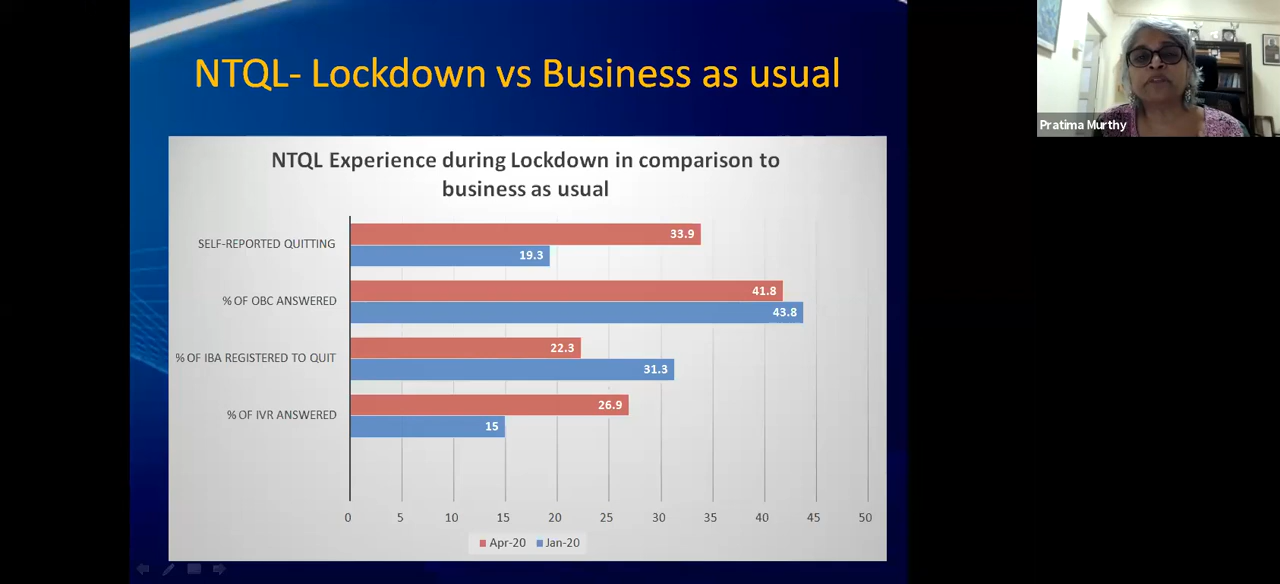 NTQL- Lockdown vs Business as usual
Pratima Murthy
NTQL Experience during Lockdown in comparison to
business as usual
SELF-REPORTED QUITTING
33.9
19.3
% OF OBC ANSWERED
41.8
43.8
% OF IBA REGISTERED TO QUIT
22.3
31.3
% OF IVR ANSWERED
26.9
15
0 5 10 15 20 25 30 35 40 45 50
Apr-20 Jan-20